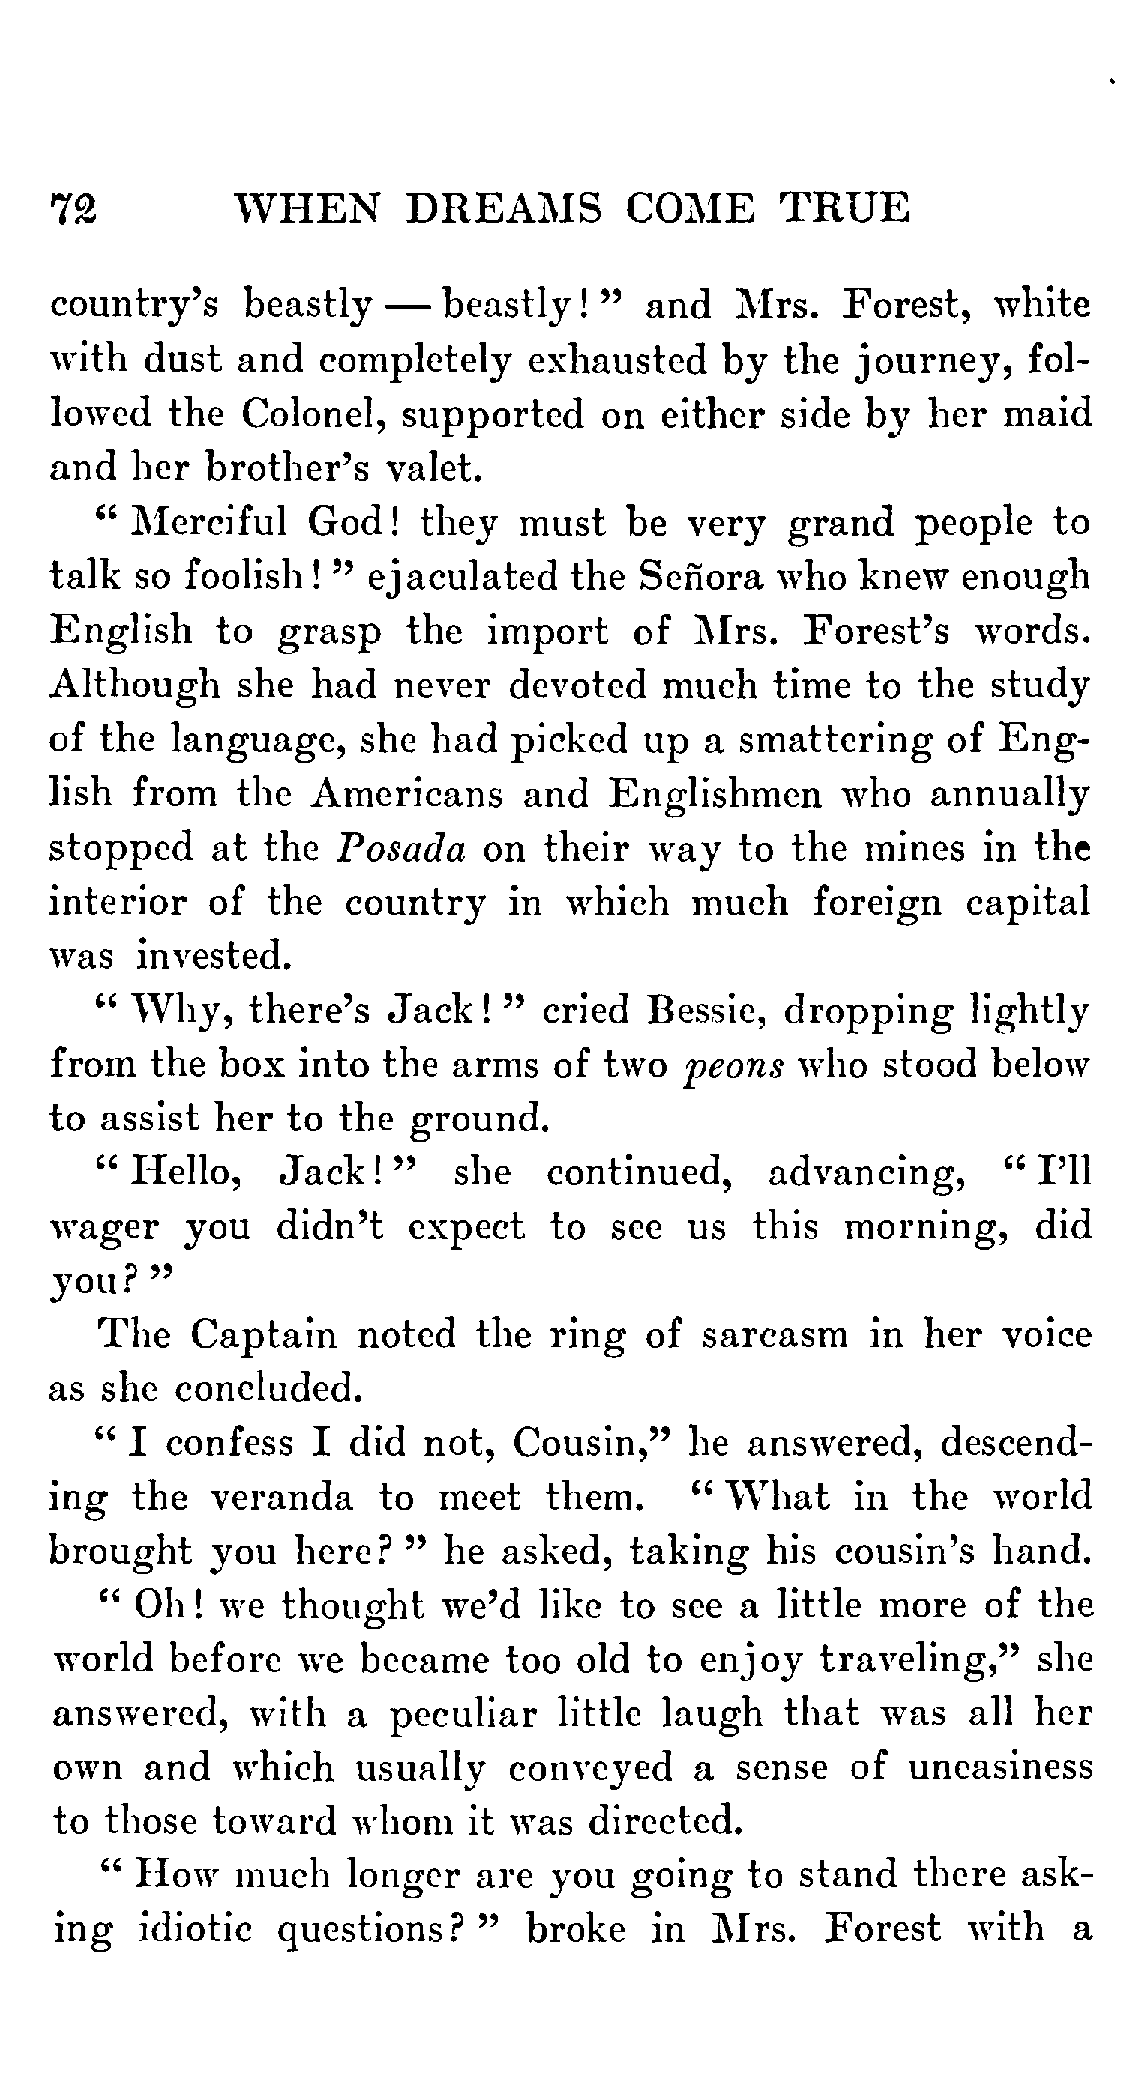 72 WHEN DREAMS COME TRUE
country's beastly — beastly! " and Mrs. Forest, white
with dust and completely exhausted by the journey, fol-
lowed the Colonel, supported on either side by her maid
and her brother's valet.
" Merciful God! they must be very grand people to
talk so foolish! " ejaculated the Señora who knew enough
English to grasp the import of Mrs. Forest's words.
Although she had never devoted much time to the study
of the language, she had picked up a smattering of Eng-
lish from the Americans and Englishmen who annually
stopped at the Posada on their way to the mines in the
interior of the country in which much foreign capital
was invested.
" Why, there's Jack! " cried Bessie, dropping lightly
from the box into the arms of two peons who stood below
to assist her to the ground.
" Hello, Jack! " she continued, advancing, " I'll
wager you didn't expect to see us this morning, did
you? "
The Captain noted the ring of sarcasm in her voice
as she concluded.
" I confess I did not, Cousin," he answered, descend-
ing the veranda to meet them. " What in the world
brought you here? " he asked, taking his cousin's hand.
" Oh! we thought we'd like to see a little more of the
world before we became too old to enjoy traveling," she
answered, with a peculiar little laugh that was all her
own and which usually conveyed a sense of uneasiness
to those toward whom it was directed.
" How much longer are you going to stand there ask-
ing idiotic questions? " broke in Mrs. Forest with a